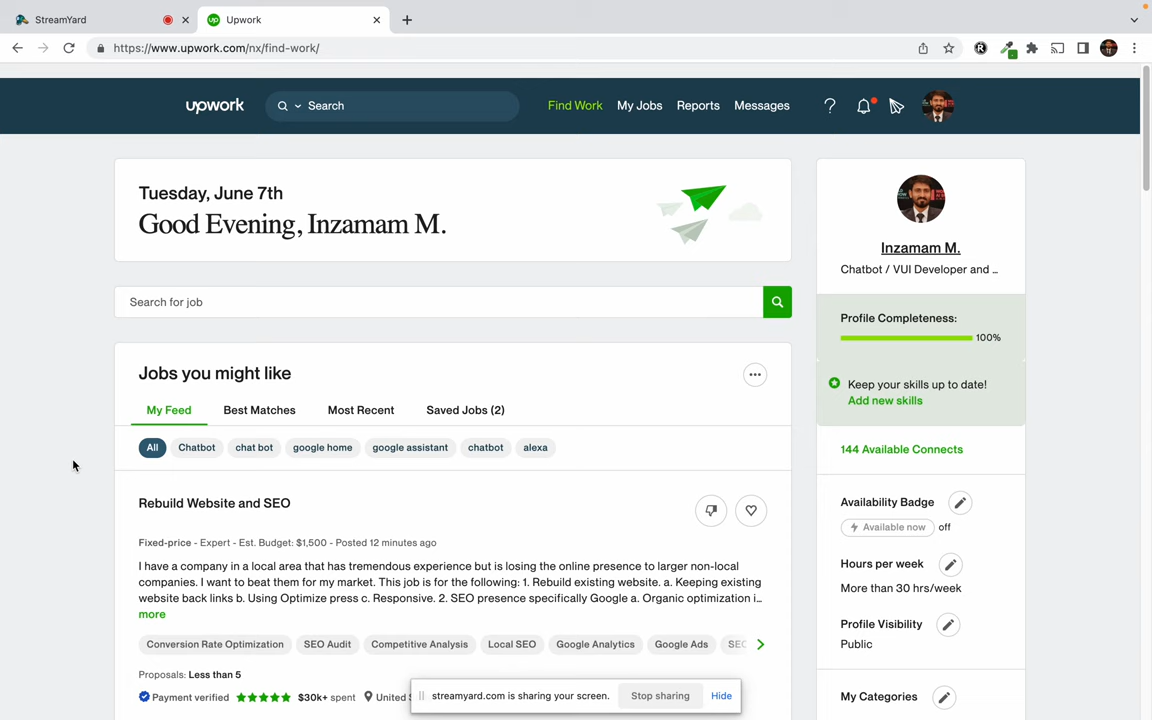 StreamYard
Upwork
https://www.upwork.com/nx/find-work/
upwork
Search
Find Work
My Jobs
Reports
Messages
Tuesday, June 7th
Good Evening, Inzamam M.
Search for job
Jobs you might like
My Feed
Best Matches
Most Recent
Saved Jobs (2)
All
Chatbot
chat bot
google home
google assistant
chatbot
alexa
Rebuild Website and SEO
Fixed-price - Expert - Est. Budget: $1,500 - Posted 12 minutes ago
I have a company in a local area that has tremendous experience but is losing the online presence to larger non-local
companies. I want to beat them for my market. This job is for the following: 1. Rebuild existing website. a. Keeping existing
website back links b. Using Optimize press c. Responsive. 2. SEO presence specifically Google a. Organic optimization i...
more
Conversion Rate Optimization
SEO Audit
Competitive Analysis
Local SEO
Google Analytics
Google Ads
SEO
Proposals: Less than 5
Payment verified
$30k+ spent
United
streamyard.com is sharing your screen.
Stop sharing
Hide
Inzamam M.
Chatbot / VUI Developer and ...
Profile Completeness:
100%
Keep your skills up to date!
Add new skills
144 Available Connects
Availability Badge
Available now
off
Hours per week
More than 30 hrs/week
Profile Visibility
Public
My Categories